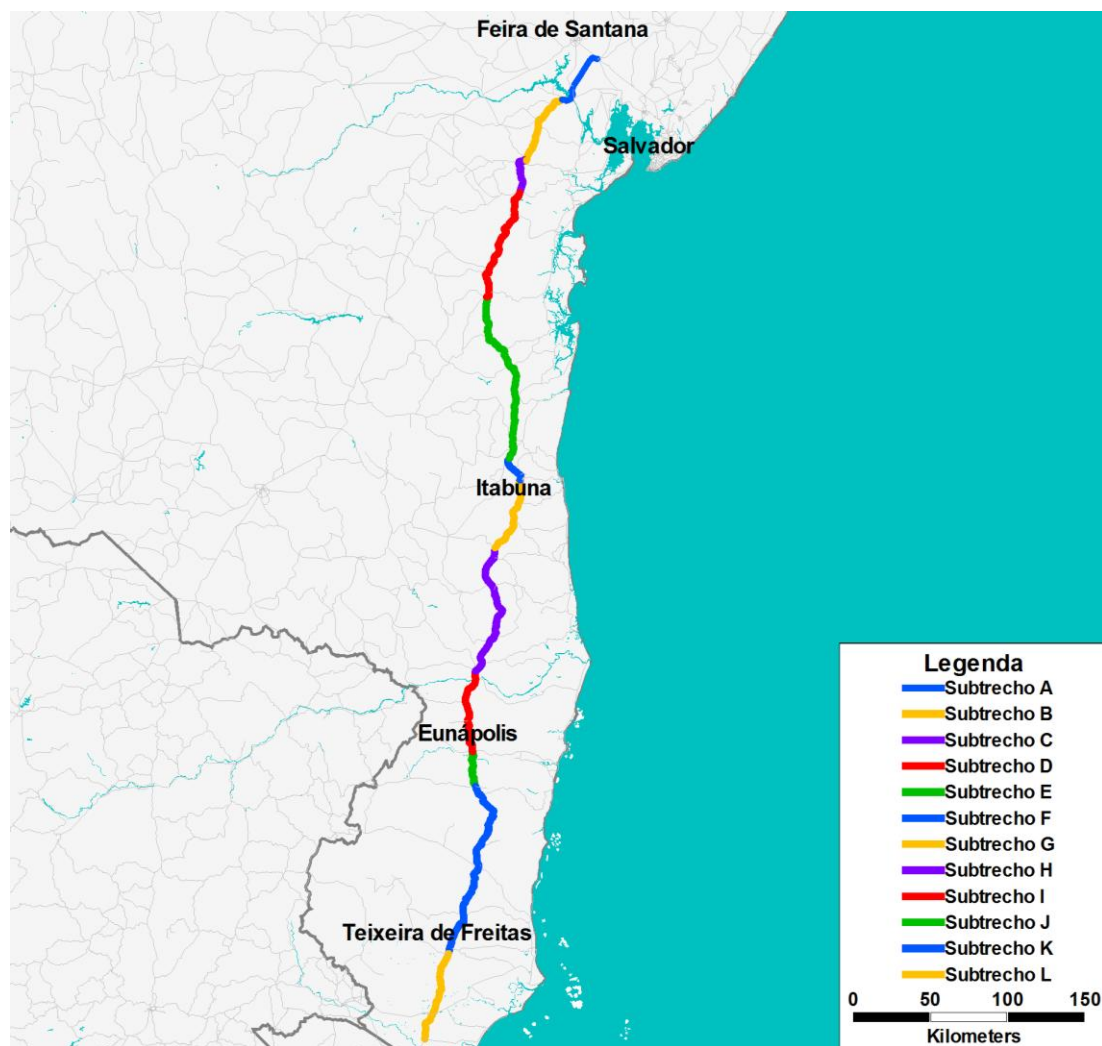 Feira de Santana
Salvador
Itabuna
Eunápolis
Teixeira de Freitas
Legenda
Subtrecho A
Subtrecho B
Subtrecho C
Subtrecho D
Subtrecho E
Subtrecho F
Subtrecho G
Subtrecho H
Subtrecho I
Subtrecho J
Subtrecho K
Subtrecho L
0 50 100 150
Kilometers